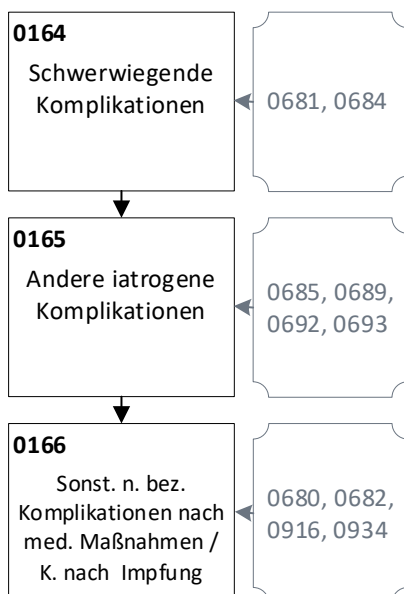 0164
Schwerwiegende
Komplikationen
0681, 0684
0165
Andere iatrogene
Komplikationen
0685, 0689,
0692, 0693
0166
Sonst. n. bez.
Komplikationen nach
med. Maßnahmen /
K. nach Impfung
0680, 0682,
0916, 0934